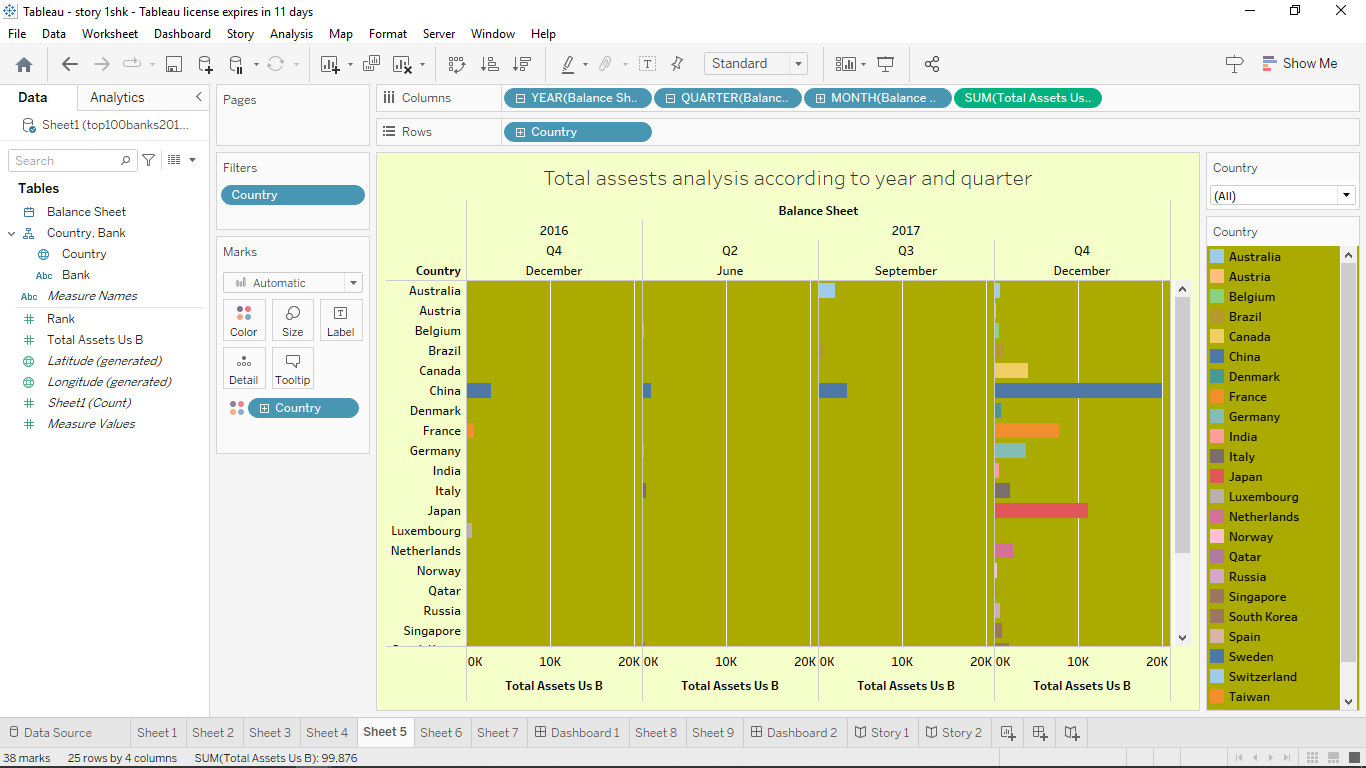 Tableau - story 1shk - Tableau license expires in 11 days
File Data Worksheet Dashboard Story Analysis Map Format Server Window Help
Standard
Show Me
Data Analytics
Sheet1 (top100banks201...
Search
Tables
Balance Sheet
Country, Bank
Country
Abc Bank
Abc Measure Names
Rank
Total Assets Us B
Latitude (generated)
Longitude (generated)
Sheet1 (Count)
Measure Values
Pages
Filters
Country
Marks
Automatic
Color Size Label
Detail Tooltip
Country
Columns YEAR(Balance Sh.. QUARTER(Balanc.. MONTH(Balance .. SUM(Total Assets Us..
Rows Country
Total assests analysis according to year and quarter
Balance Sheet
2016 2017
Q4 Q2 Q3 Q4
Country December June September December
Australia
Austria
Belgium
Brazil
Canada
China
Denmark
France
Germany
India
Italy
Japan
Luxembourg
Netherlands
Norway
Qatar
Russia
Singapore
0K 10K 20K 0K 10K 20K 0K 10K 20K 0K 10K 20K
Total Assets Us B Total Assets Us B Total Assets Us B Total Assets Us B
Country
(All)
Country
Australia
Austria
Belgium
Brazil
Canada
China
Denmark
France
Germany
India
Italy
Japan
Luxembourg
Netherlands
Norway
Qatar
Russia
Singapore
South Korea
Spain
Sweden
Switzerland
Taiwan
Data Source Sheet 1 Sheet 2 Sheet 3 Sheet 4 Sheet 5 Sheet 6 Sheet 7 Dashboard 1 Sheet 8 Sheet 9 Dashboard 2 Story 1 Story 2
38 marks 25 rows by 4 columns SUM(Total Assets Us B): 99,876